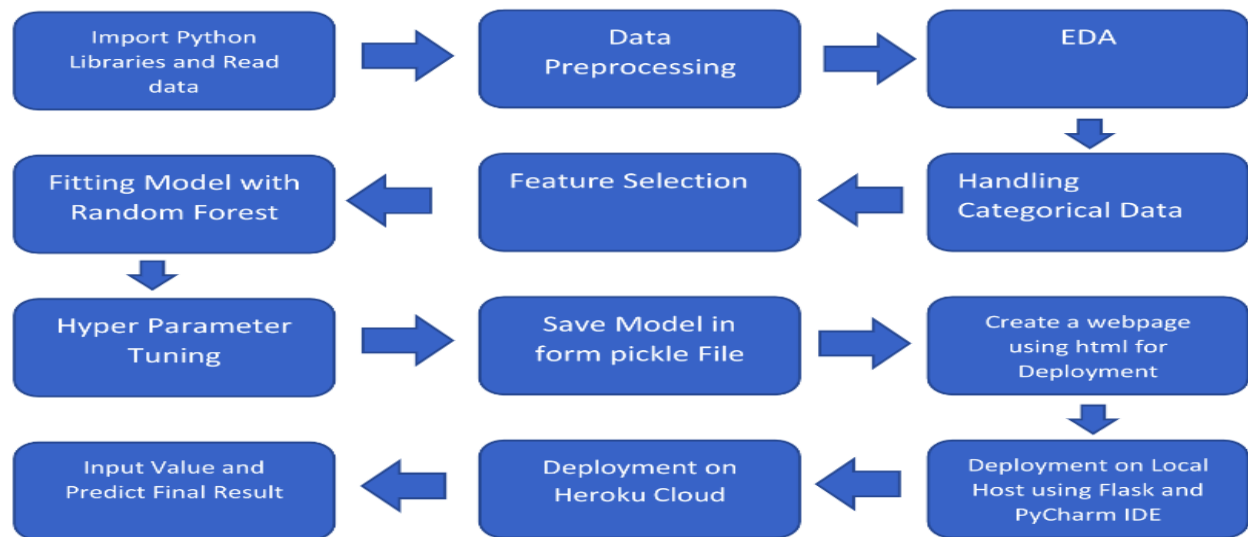 Import Python
Libraries and Read
data
Data
Preprocessing
EDA
Handling
Categorical Data
Feature Selection
Fitting Model with
Random Forest
Hyper Parameter
Tuning
Save Model in
form pickle File
Create a webpage
using html for
Deployment
Deployment on Local
Host using Flask and
PyCharm IDE
Deployment on
Heroku Cloud
Input Value and
Predict Final Result